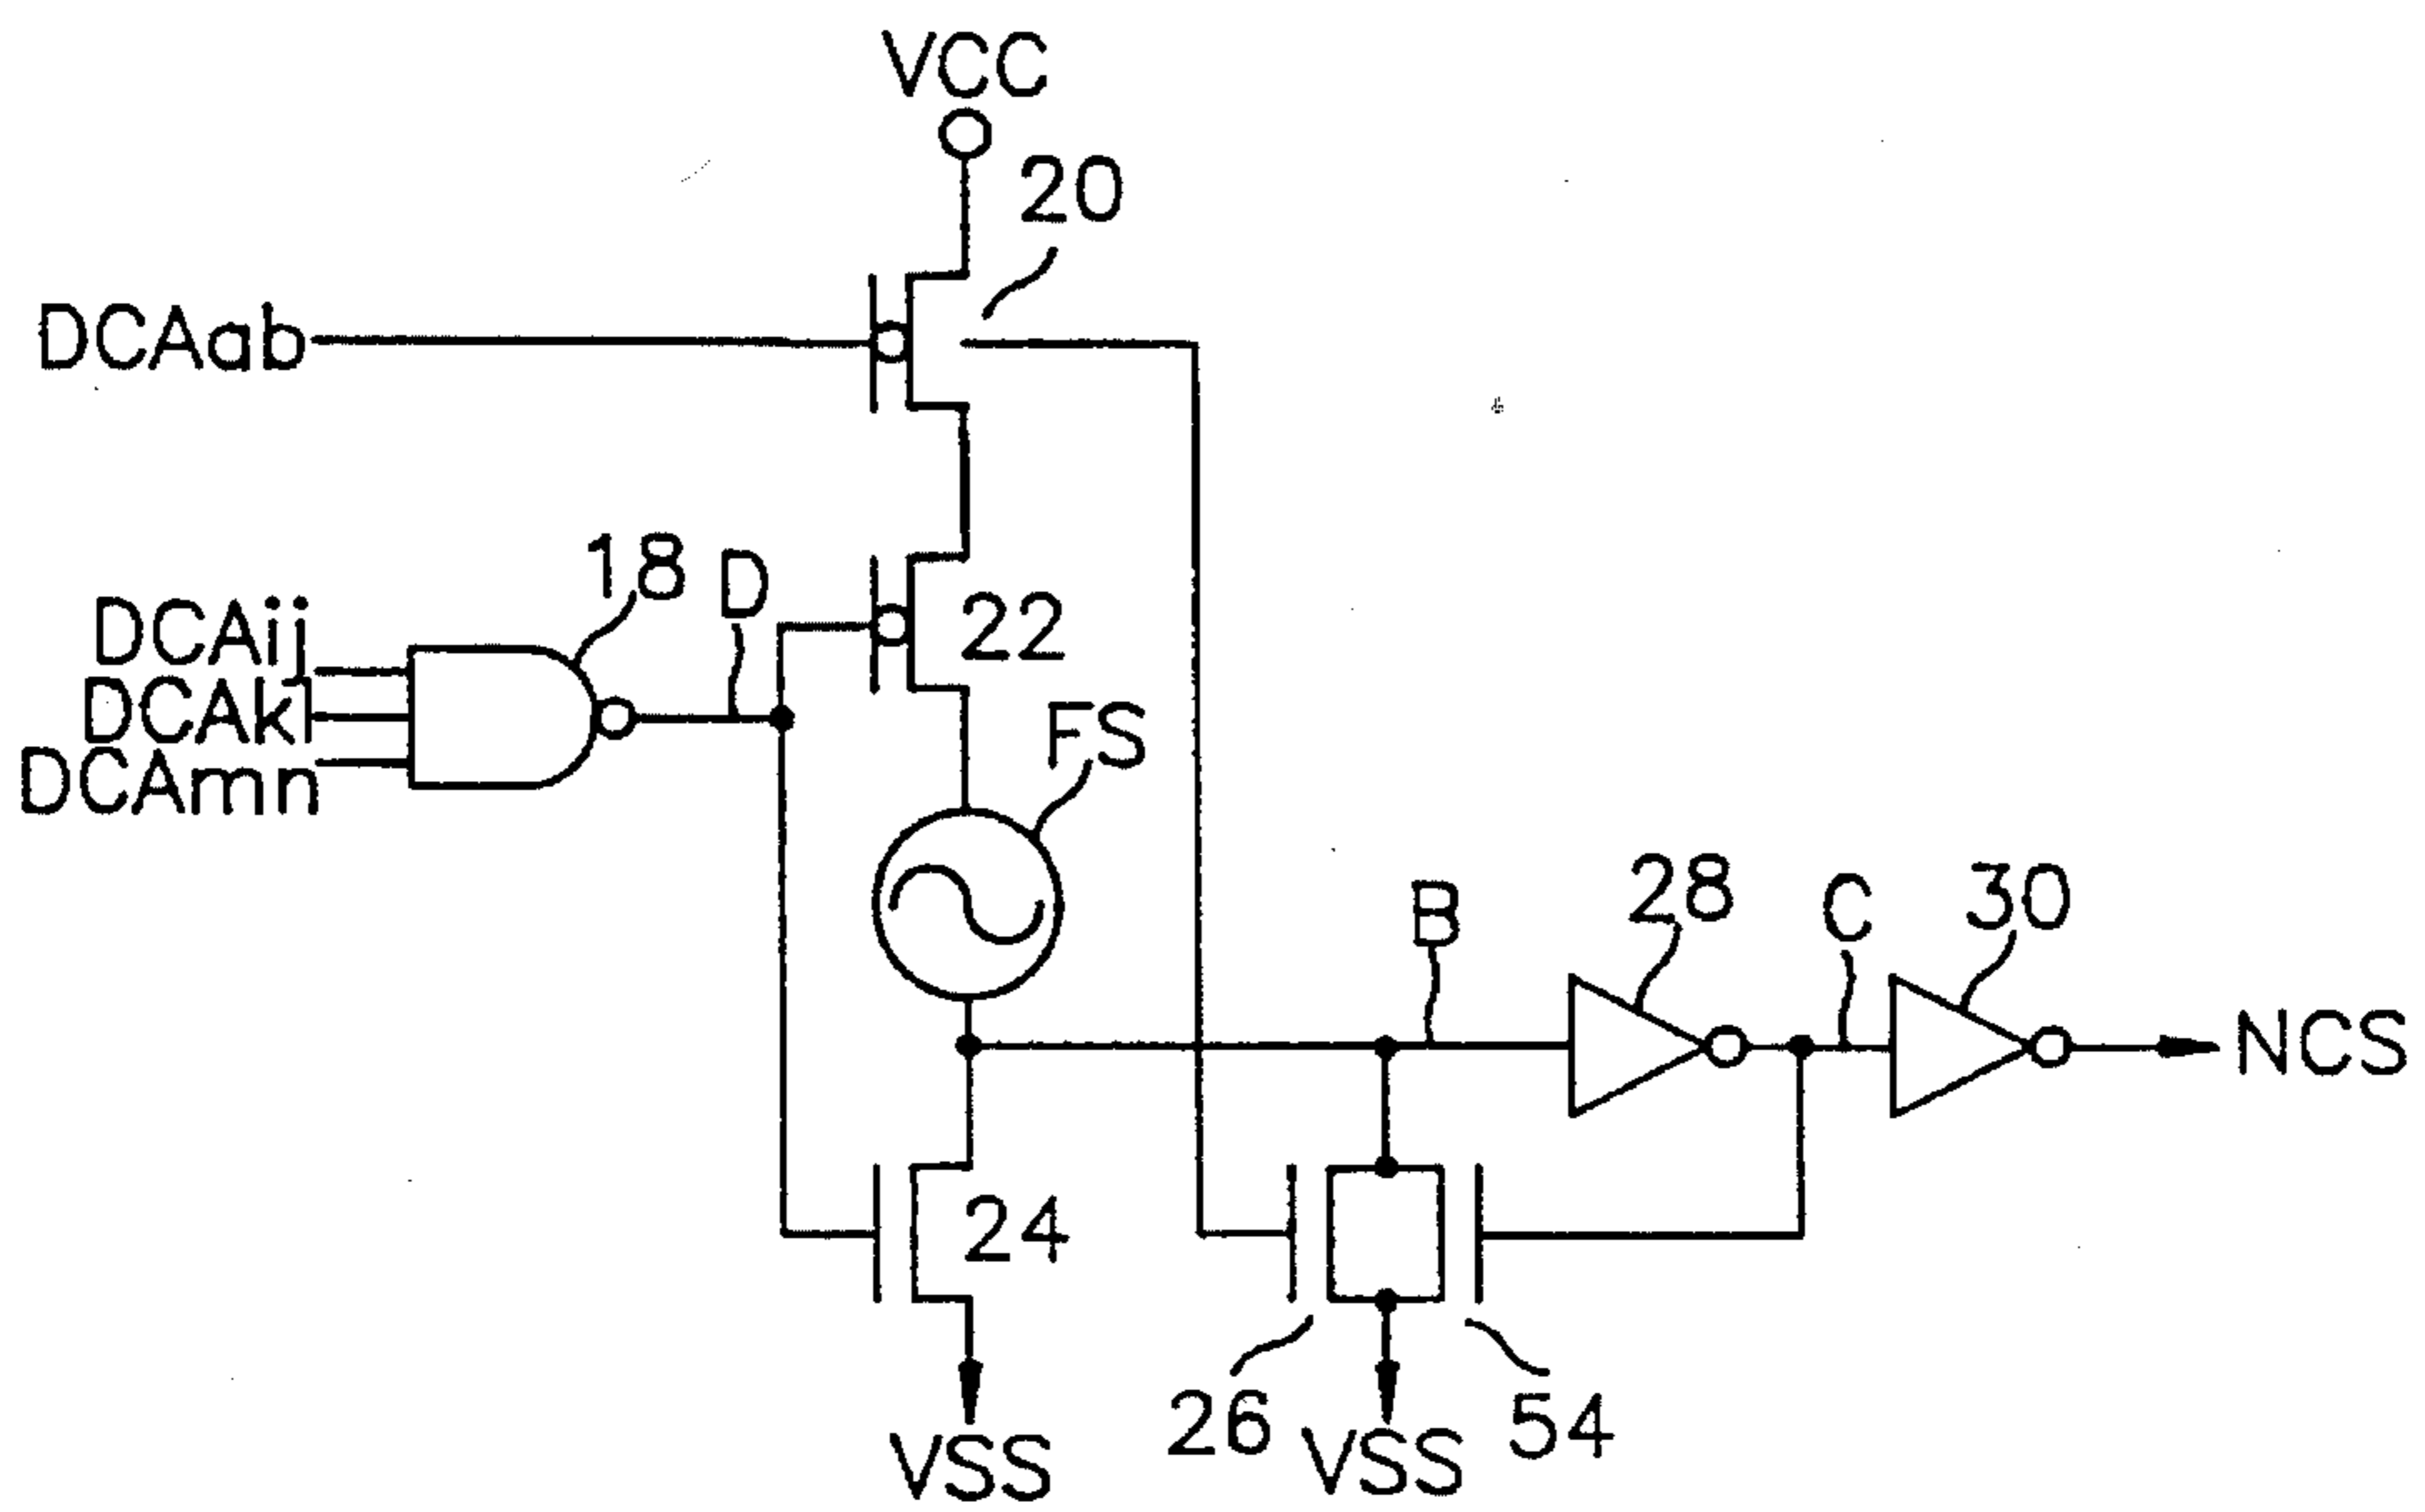 VCC
20
DCAab
18
D
DCAij
22
DCAkl
FS
DCAmn
B
28
C
30
NCS
24
26
54
VSS
VSS